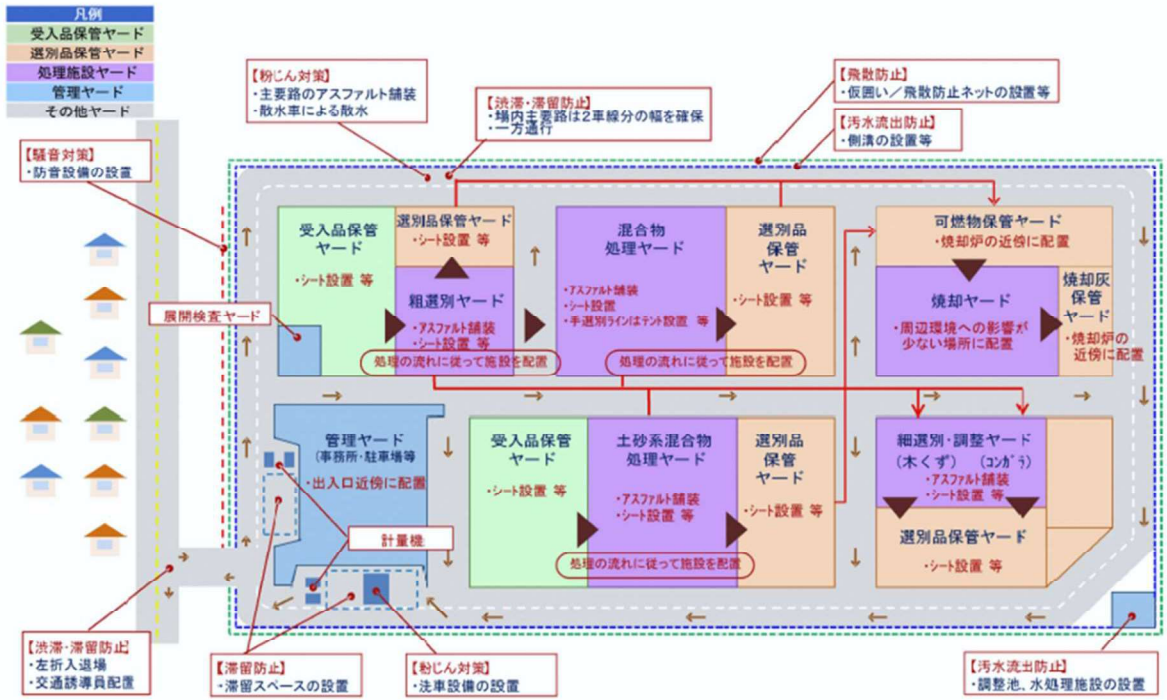 凡例
受入品保管ヤード
選別品保管ヤード
処理施設ヤード
管理ヤード
その他ヤード
【粉じん対策】
・主要路のアスファルト舗装
・散水車による散水
【渋滞・滞留防止】
・場内主要路は2車線分の幅を確保
・一方通行
【飛散防止】
・仮囲い／飛散防止ネットの設置等
【汚水流出防止】
・側溝の設置等
【騒音対策】
・防音設備の設置
受入品保管
ヤード
・シート設置 等
展開検査ヤード
選別品保管ヤード
・シート設置 等
粗選別ヤード
・アスファルト舗装
・シート設置 等
処理の流れに従って施設を配置
混合物
処理ヤード
・アスファルト舗装
・シート設置
・手選別ラインはテント設置 等
処理の流れに従って施設を配置
選別品
保管
ヤード
・シート設置 等
可燃物保管ヤード
・焼却炉の近傍に配置
焼却ヤード
・周辺環境への影響が
少ない場所に配置
焼却灰
保管
ヤード
・焼却炉の
近傍に配置
管理ヤード
(事務所・駐車場等
・出入口近傍に配置
計量機
受入品保管
ヤード
・シート設置 等
土砂系混合物
処理ヤード
・アスファルト舗装
・シート設置 等
処理の流れに従って施設を配置
選別品
保管
ヤード
・シート設置 等
細選別・調整ヤード
(木くず) (コンガラ)
・アスファルト舗装
・シート設置 等
選別品保管ヤード
・シート設置 等
【渋滞・滞留防止】
・左折入退場
・交通誘導員配置
【滞留防止】
・滞留スペースの設置
【粉じん対策】
・洗車設備の設置
【汚水流出防止】
・調整池、水処理施設の設置